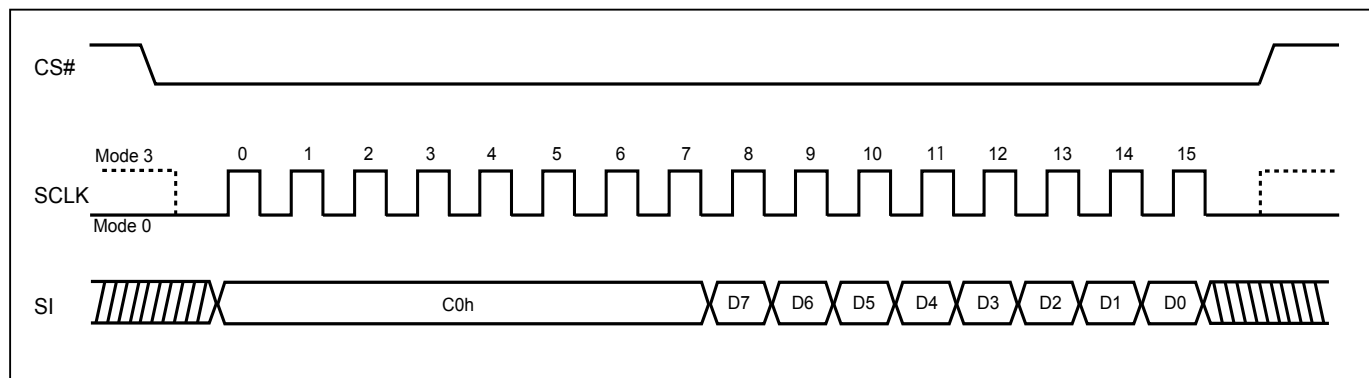 CS#
Mode 3
0 1 2 3 4 5 6 7 8 9 10 11 12 13 14 15
SCLK
Mode 0
SI
C0h D7 D6 D5 D4 D3 D2 D1 D0